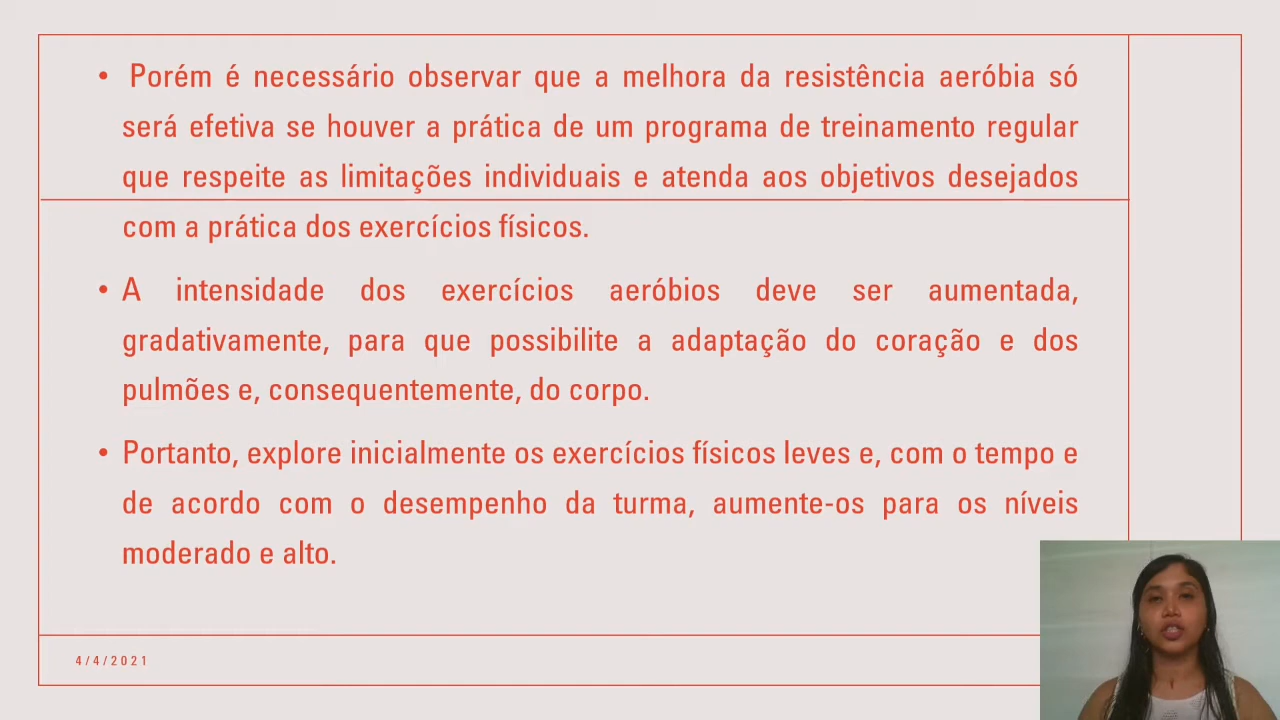 • Porém é necessário observar que a melhora da resistência aeróbia só
será efetiva se houver a prática de um programa de treinamento regular
que respeite as limitações individuais e atenda aos objetivos desejados
com a prática dos exercícios físicos.
• A intensidade dos exercícios aeróbios deve ser aumentada,
gradativamente, para que possibilite a adaptação do coração e dos
pulmões e, consequentemente, do corpo.
• Portanto, explore inicialmente os exercícios físicos leves e, com o tempo e
de acordo com o desempenho da turma, aumente-os para os níveis
moderado e alto.
4/4/2021